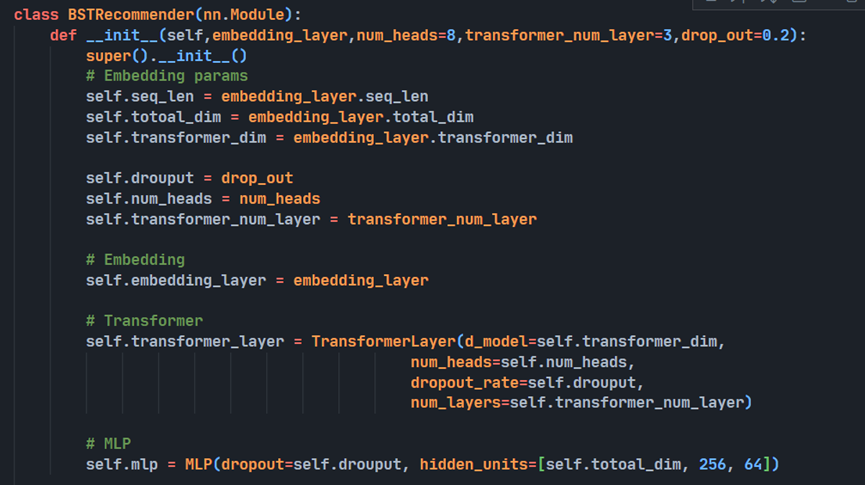 class BSTRecommender(nn.Module):
    def __init__(self,embedding_layer,num_heads=8,transformer_num_layer=3,drop_out=0.2):
        super().__init__()
        # Embedding params
        self.seq_len = embedding_layer.seq_len
        self.totoal_dim = embedding_layer.total_dim
        self.transformer_dim = embedding_layer.transformer_dim
        self.drouput = drop_out
        self.num_heads = num_heads
        self.transformer_num_layer = transformer_num_layer
        # Embedding
        self.embedding_layer = embedding_layer
        # Transformer
        self.transformer_layer = TransformerLayer(d_model=self.transformer_dim,
                                            num_heads=self.num_heads,
                                            dropout_rate=self.drouput,
                                            num_layers=self.transformer_num_layer)
        # MLP
        self.mlp = MLP(dropout=self.drouput, hidden_units=[self.totoal_dim, 256, 64])